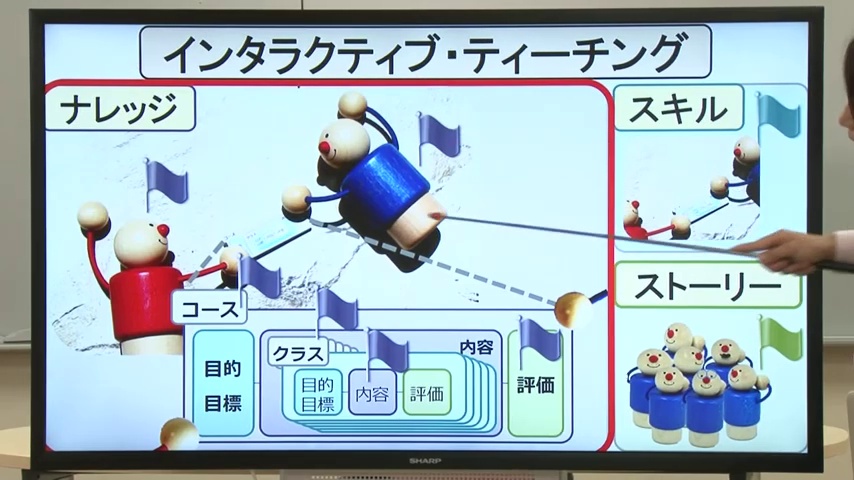 インタラクティブ・ティーチング
ナレッジ
スキル
ストーリー
コース
目的
目標
クラス
内容
目的
目標
内容
評価
評価
SHARP